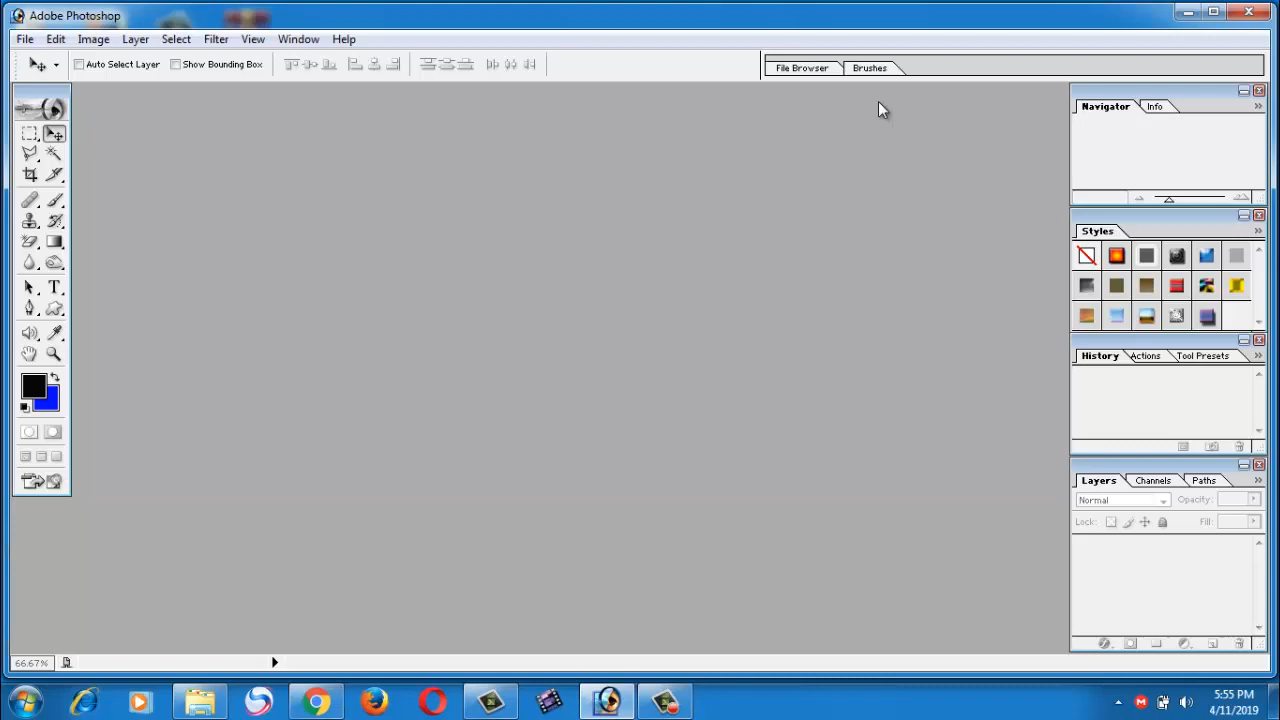 Adobe Photoshop
File Edit Image Layer Select Filter View Window Help
Auto Select Layer Show Bounding Box File Browser Brushes
Navigator Info
Styles
History Actions Tool Presets
Layers Channels Paths
Normal Opacity:
Lock: Fill:
66.67%
5:55 PM
4/11/2019